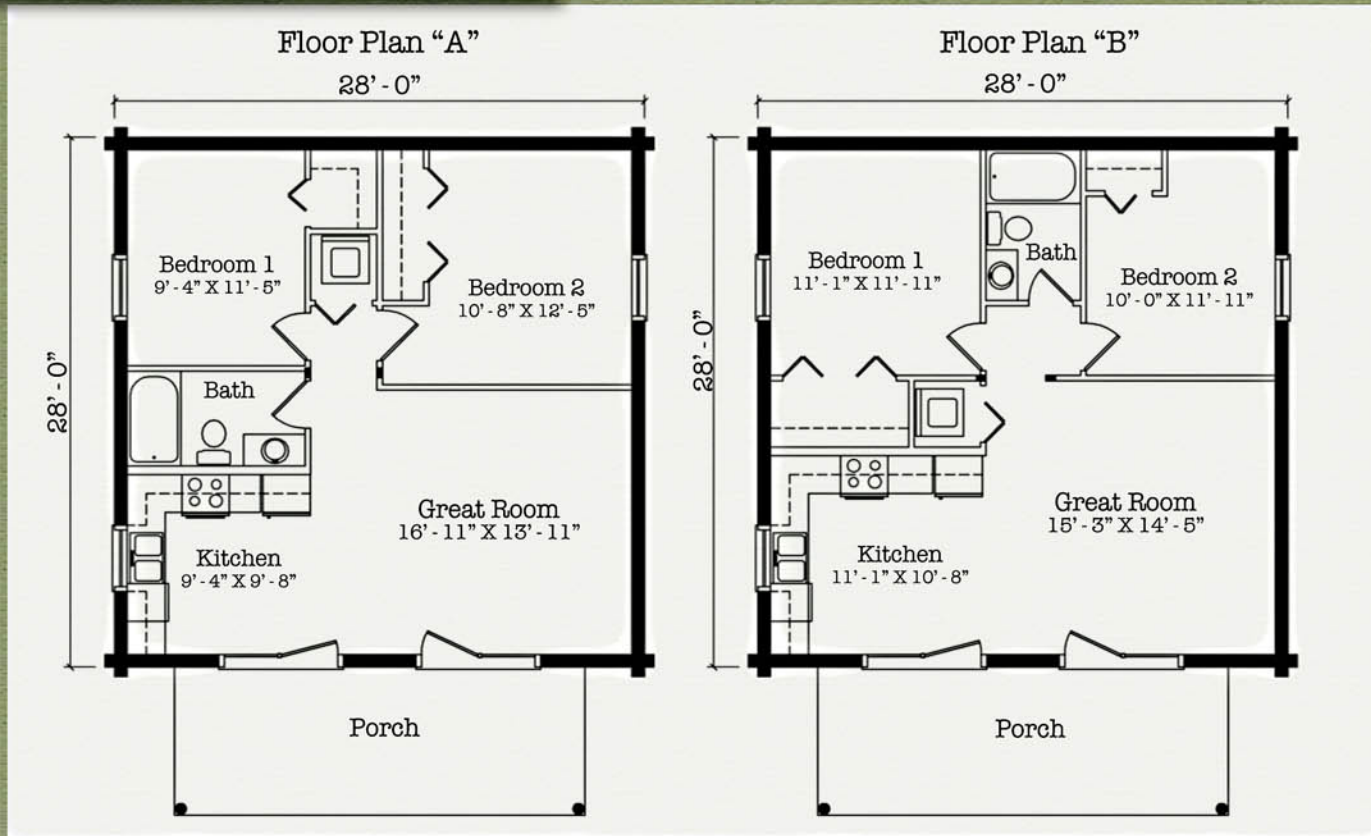 Floor Plan “A”
28' - 0”
28' - 0”
Bedroom 1
9' - 4” X 11' - 5”
Bedroom 2
10' - 8” X 12' - 5”
Bath
Great Room
16' - 11” X 13' - 11”
Kitchen
9' - 4” X 9' - 8”
Porch
Floor Plan “B”
28' - 0”
28' - 0”
Bedroom 1
11' - 1” X 11' - 11”
Bath
Bedroom 2
10' - 0” X 11' - 11”
Great Room
15' - 3” X 14' - 5”
Kitchen
11' - 1” X 10' - 8”
Porch